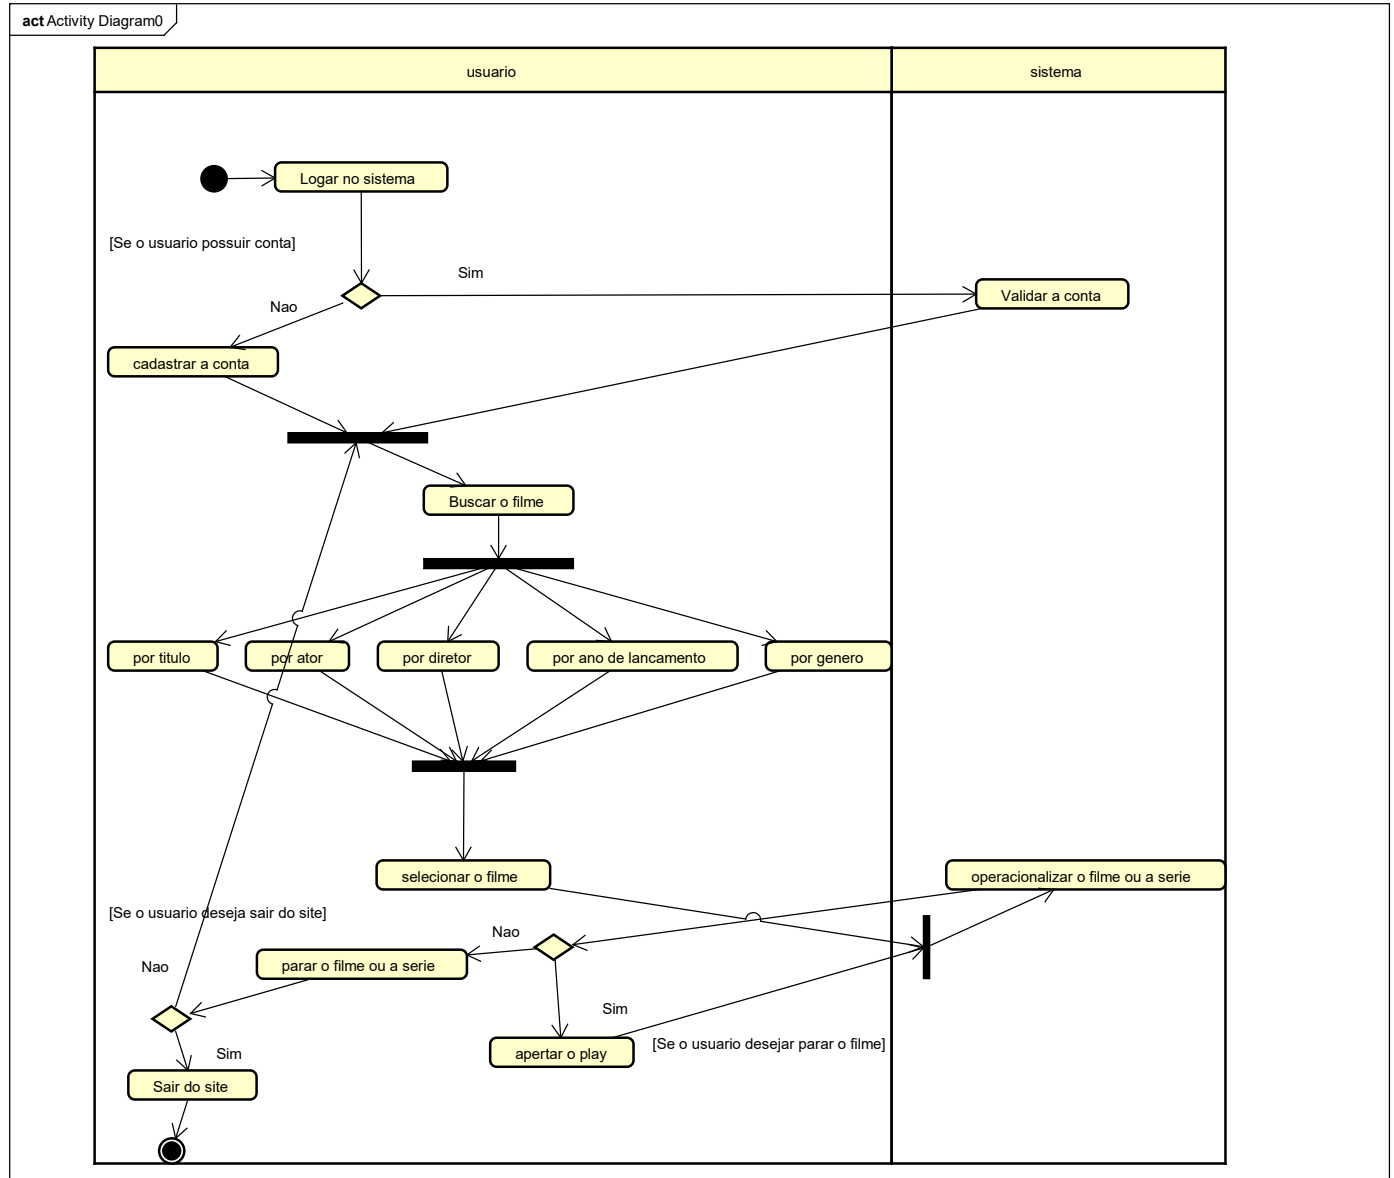 act Activity Diagram0
usuario
sistema
Logar no sistema
[Se o usuario possuir conta]
Sim
Nao
Validar a conta
cadastrar a conta
Buscar o filme
por titulo
por ator
por diretor
por ano de lancamento
por genero
selecionar o filme
operacionalizar o filme ou a serie
[Se o usuario deseja sair do site]
Nao
parar o filme ou a serie
Nao
Sim
[Se o usuario desejar parar o filme]
apertar o play
Sim
Sair do site